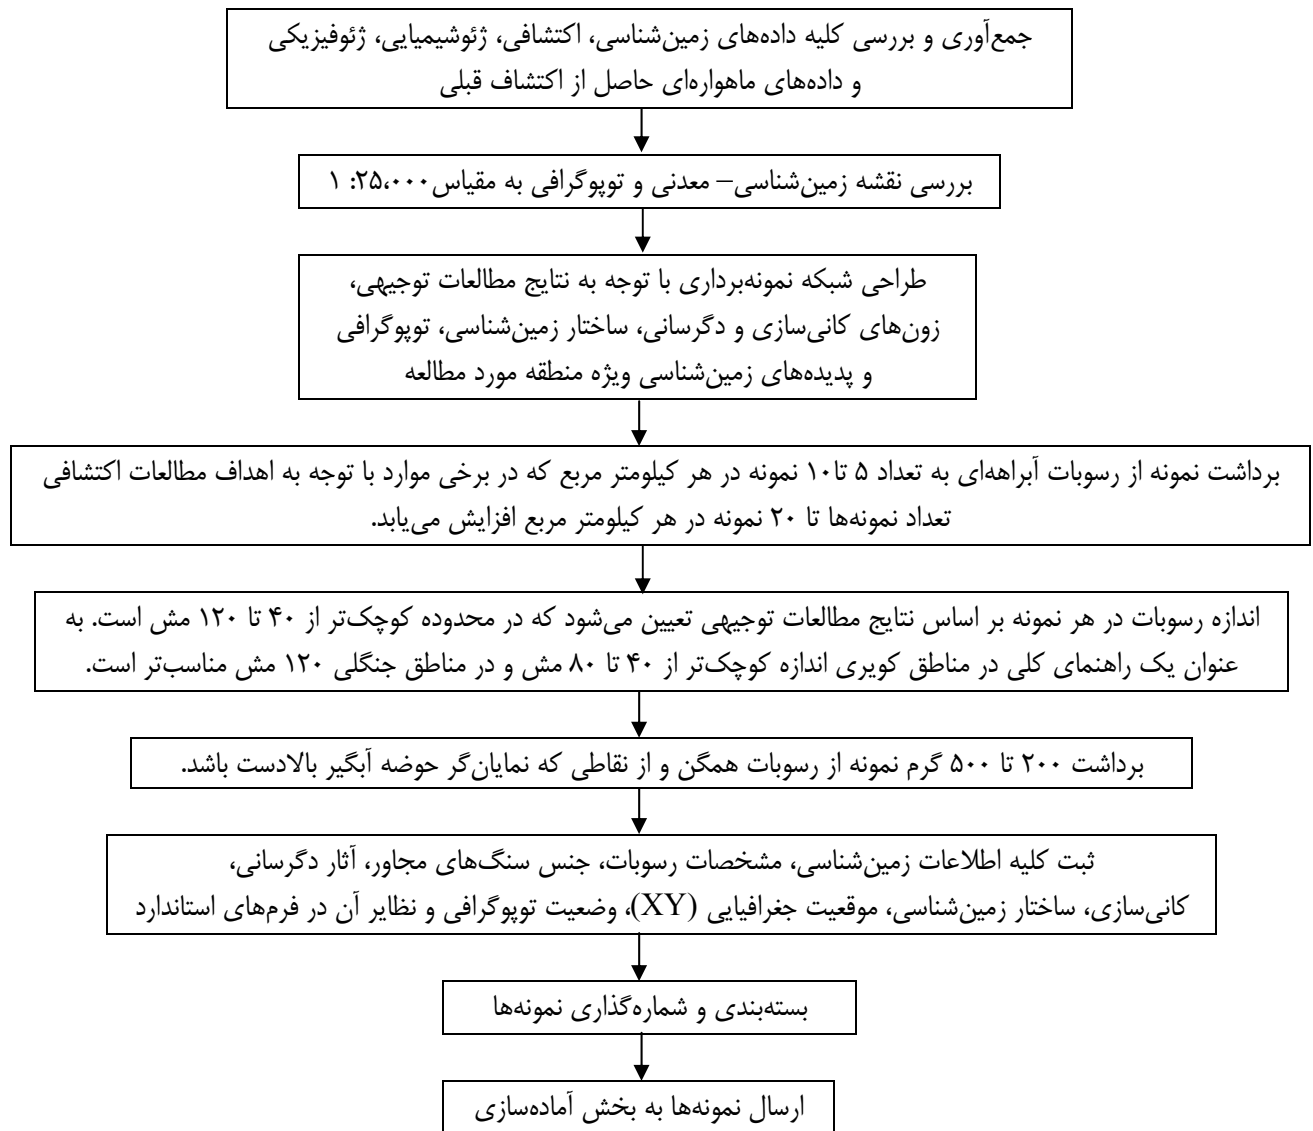 جمع‌آوری و بررسی کلیه داده‌های زمین‌شناسی، اکتشافی، ژئوشیمیایی، ژئوفیزیکی
و داده‌های ماهواره‌ای حاصل از اکتشاف قبلی
بررسی نقشه زمین‌شناسی– معدنی و توپوگرافی به مقیاس۲۵،۰۰۰: ۱
طراحی شبکه نمونه‌برداری با توجه به نتایج مطالعات توجیهی،
زون‌های کانی‌سازی و دگرسانی، ساختار زمین‌شناسی، توپوگرافی
و پدیده‌های زمین‌شناسی ویژه منطقه مورد مطالعه
برداشت نمونه از رسوبات آبراهه‌ای به تعداد ۵ تا۱۰ نمونه در هر کیلومتر مربع که در برخی موارد با توجه به اهداف مطالعات اکتشافی
تعداد نمونه‌ها تا ۲۰ نمونه در هر کیلومتر مربع افزایش می‌یابد.
اندازه رسوبات در هر نمونه بر اساس نتایج مطالعات توجیهی تعیین می‌شود که در محدوده کوچک‌تر از ۴۰ تا ۱۲۰ مش است. به
عنوان یک راهنمای کلی در مناطق کویری اندازه کوچک‌تر از ۴۰ تا ۸۰ مش و در مناطق جنگلی ۱۲۰ مش مناسب‌تر است.
برداشت ۲۰۰ تا ۵۰۰ گرم نمونه از رسوبات همگن و از نقاطی که نمایان‌گر حوضه آبگیر بالادست باشد.
ثبت کلیه اطلاعات زمین‌شناسی، مشخصات رسوبات، جنس سنگ‌های مجاور، آثار دگرسانی،
کانی‌سازی، ساختار زمین‌شناسی، موقعیت جغرافیایی (XY)، وضعیت توپوگرافی و نظایر آن در فرم‌های استاندارد
بسته‌بندی و شماره‌گذاری نمونه‌ها
ارسال نمونه‌ها به بخش آماده‌سازی